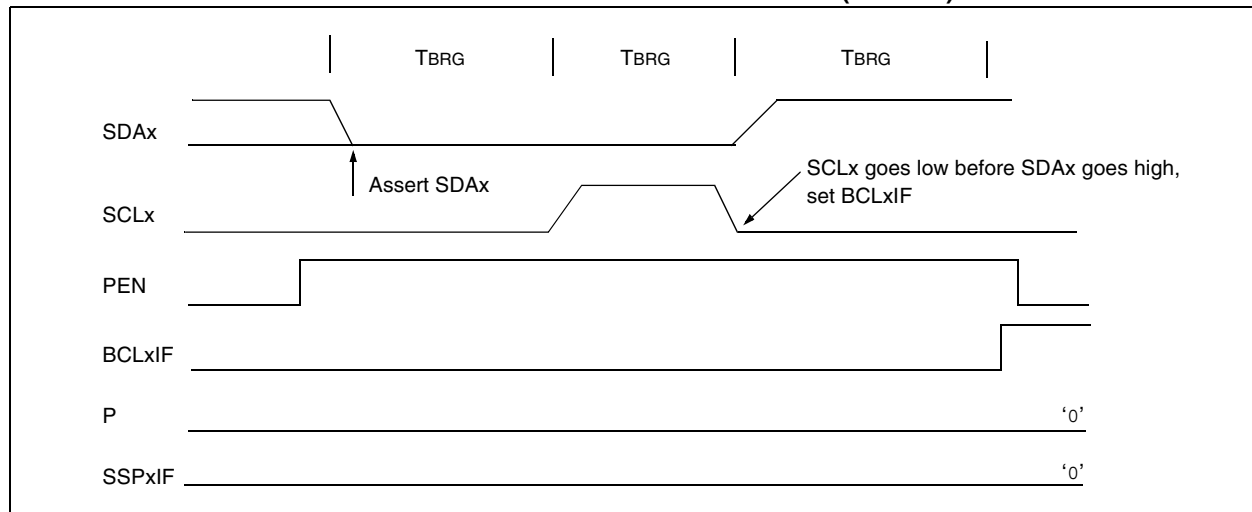 TBRG TBRG TBRG
SDAx
SCLx goes low before SDAx goes high,
set BCLxIF
Assert SDAx
SCLx
PEN
BCLxIF
P ‘0’
SSPxIF ‘0’